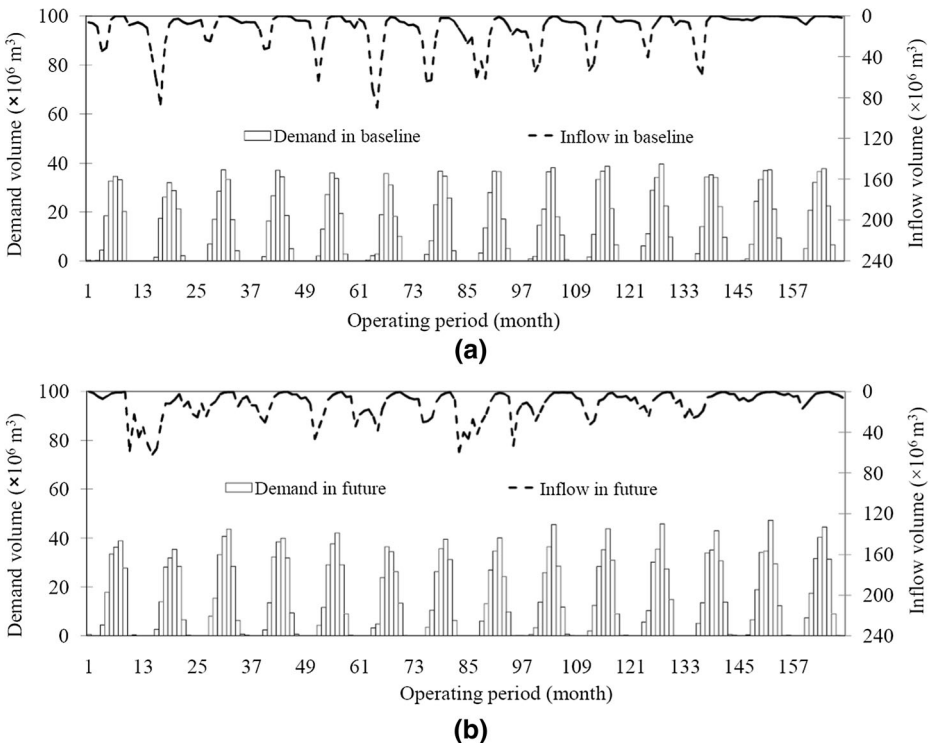 100
80
60
40
20
0
Demand volume (×10⁶ m³)
0
40
80
120
160
200
240
Inflow volume (×10⁶ m³)
Demand in baseline
Inflow in baseline
1 13 25 37 49 61 73 85 97 109 121 133 145 157
Operating period (month)
(a)
100
80
60
40
20
0
Demand volume (×10⁶ m³)
0
40
80
120
160
200
240
Inflow volume (×10⁶ m³)
Demand in future
Inflow in future
1 13 25 37 49 61 73 85 97 109 121 133 145 157
Operating period (month)
(b)